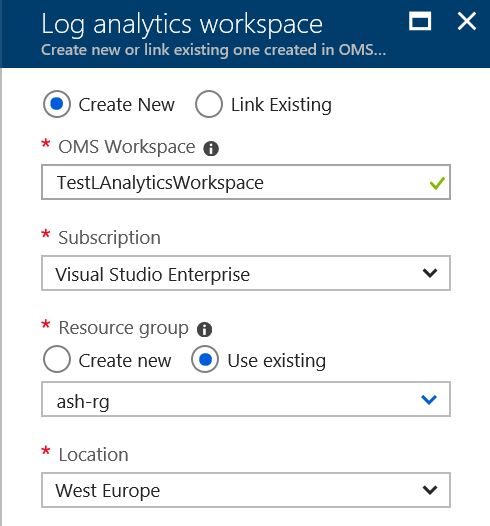 Log analytics workspace
Create new or link existing one created in OMS...
Create New Link Existing
* OMS Workspace
TestLAnalyticsWorkspace
* Subscription
Visual Studio Enterprise
* Resource group
Create new Use existing
ash-rg
* Location
West Europe